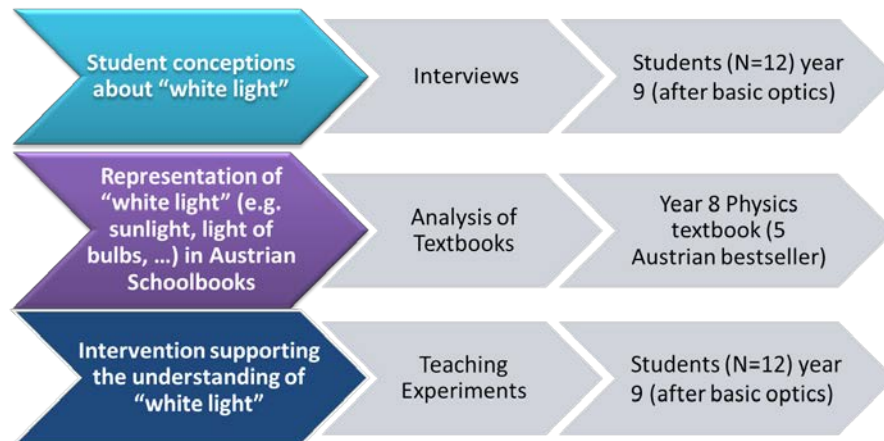 Student conceptions
about “white light”
Interviews
Students (N=12) year
9 (after basic optics)
Representation of
“white light” (e.g.
sunlight, light of
bulbs, ...) in Austrian
Schoolbooks
Analysis of
Textbooks
Year 8 Physics
textbook (5
Austrian bestseller)
Intervention supporting
the understanding of
“white light”
Teaching
Experiments
Students (N=12) year
9 (after basic optics)